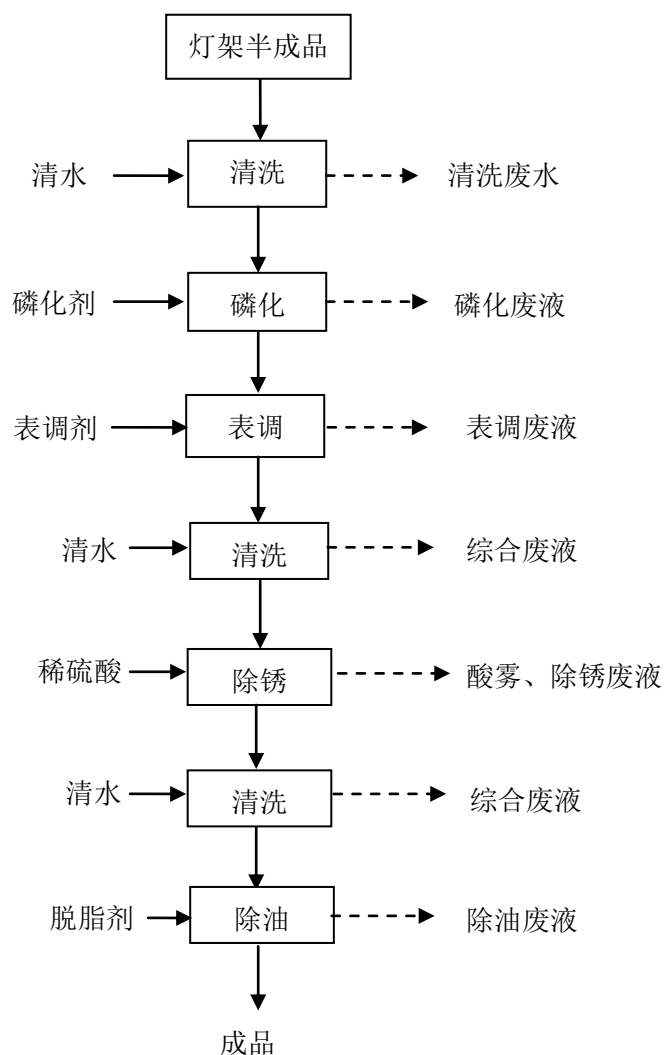 灯架半成品
清水 清洗 清洗废水
磷化剂 磷化 磷化废液
表调剂 表调 表调废液
清水 清洗 综合废液
稀硫酸 除锈 酸雾、除锈废液
清水 清洗 综合废液
脱脂剂 除油 除油废液
成品